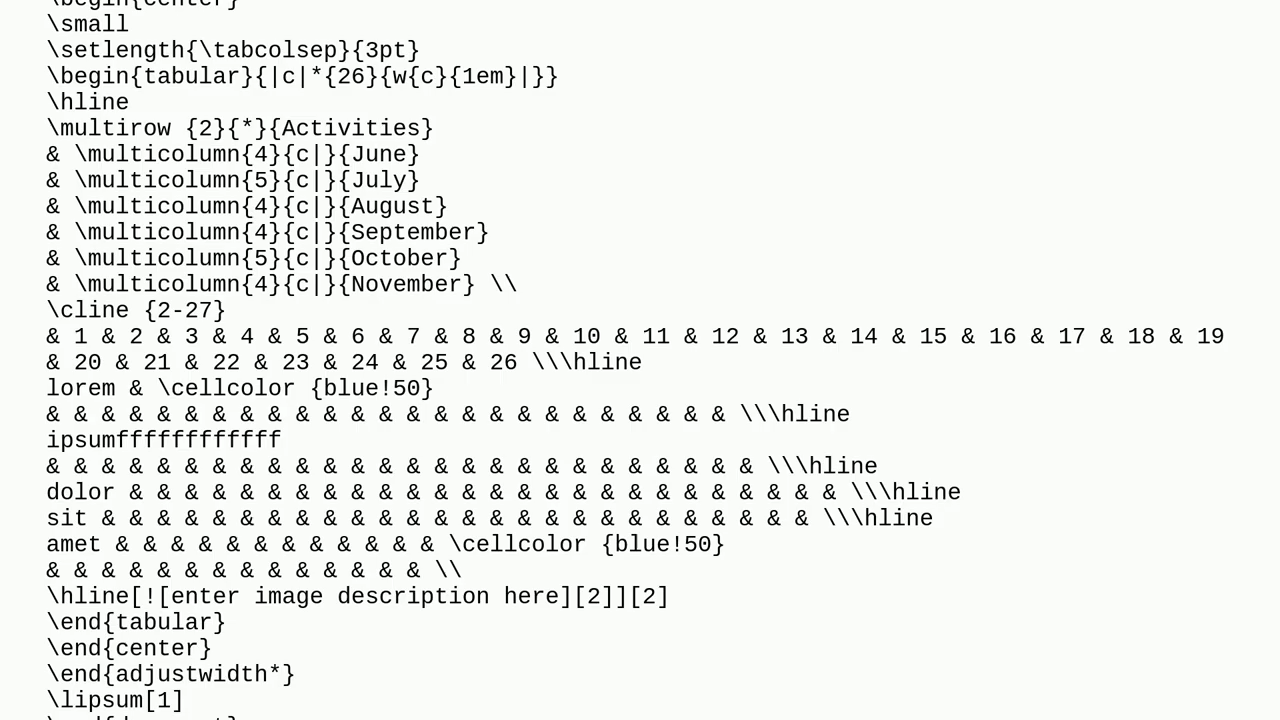 \begin{center}
\small
\setlength{\tabcolsep}{3pt}
\begin{tabular}{|c|*{26}{w{c}{1em}|}}
\hline
\multirow {2}{*}{Activities}
& \multicolumn{4}{c|}{June}
& \multicolumn{5}{c|}{July}
& \multicolumn{4}{c|}{August}
& \multicolumn{4}{c|}{September}
& \multicolumn{5}{c|}{October}
& \multicolumn{4}{c|}{November} \\
\cline {2-27}
& 1 & 2 & 3 & 4 & 5 & 6 & 7 & 8 & 9 & 10 & 11 & 12 & 13 & 14 & 15 & 16 & 17 & 18 & 19
& 20 & 21 & 22 & 23 & 24 & 25 & 26 \\\hline
lorem & \cellcolor {blue!50}
& & & & & & & & & & & & & & & & & & & & & & & & & \\\hline
ipsumffffffffffff
& & & & & & & & & & & & & & & & & & & & & & & & & & \\\hline
dolor & & & & & & & & & & & & & & & & & & & & & & & & & & \\\hline
sit & & & & & & & & & & & & & & & & & & & & & & & & & & \\\hline
amet & & & & & & & & & & & & \cellcolor {blue!50}
& & & & & & & & & & & & & & \\
\hline[![enter image description here][2]][2]
\end{tabular}
\end{center}
\end{adjustwidth*}
\lipsum[1]